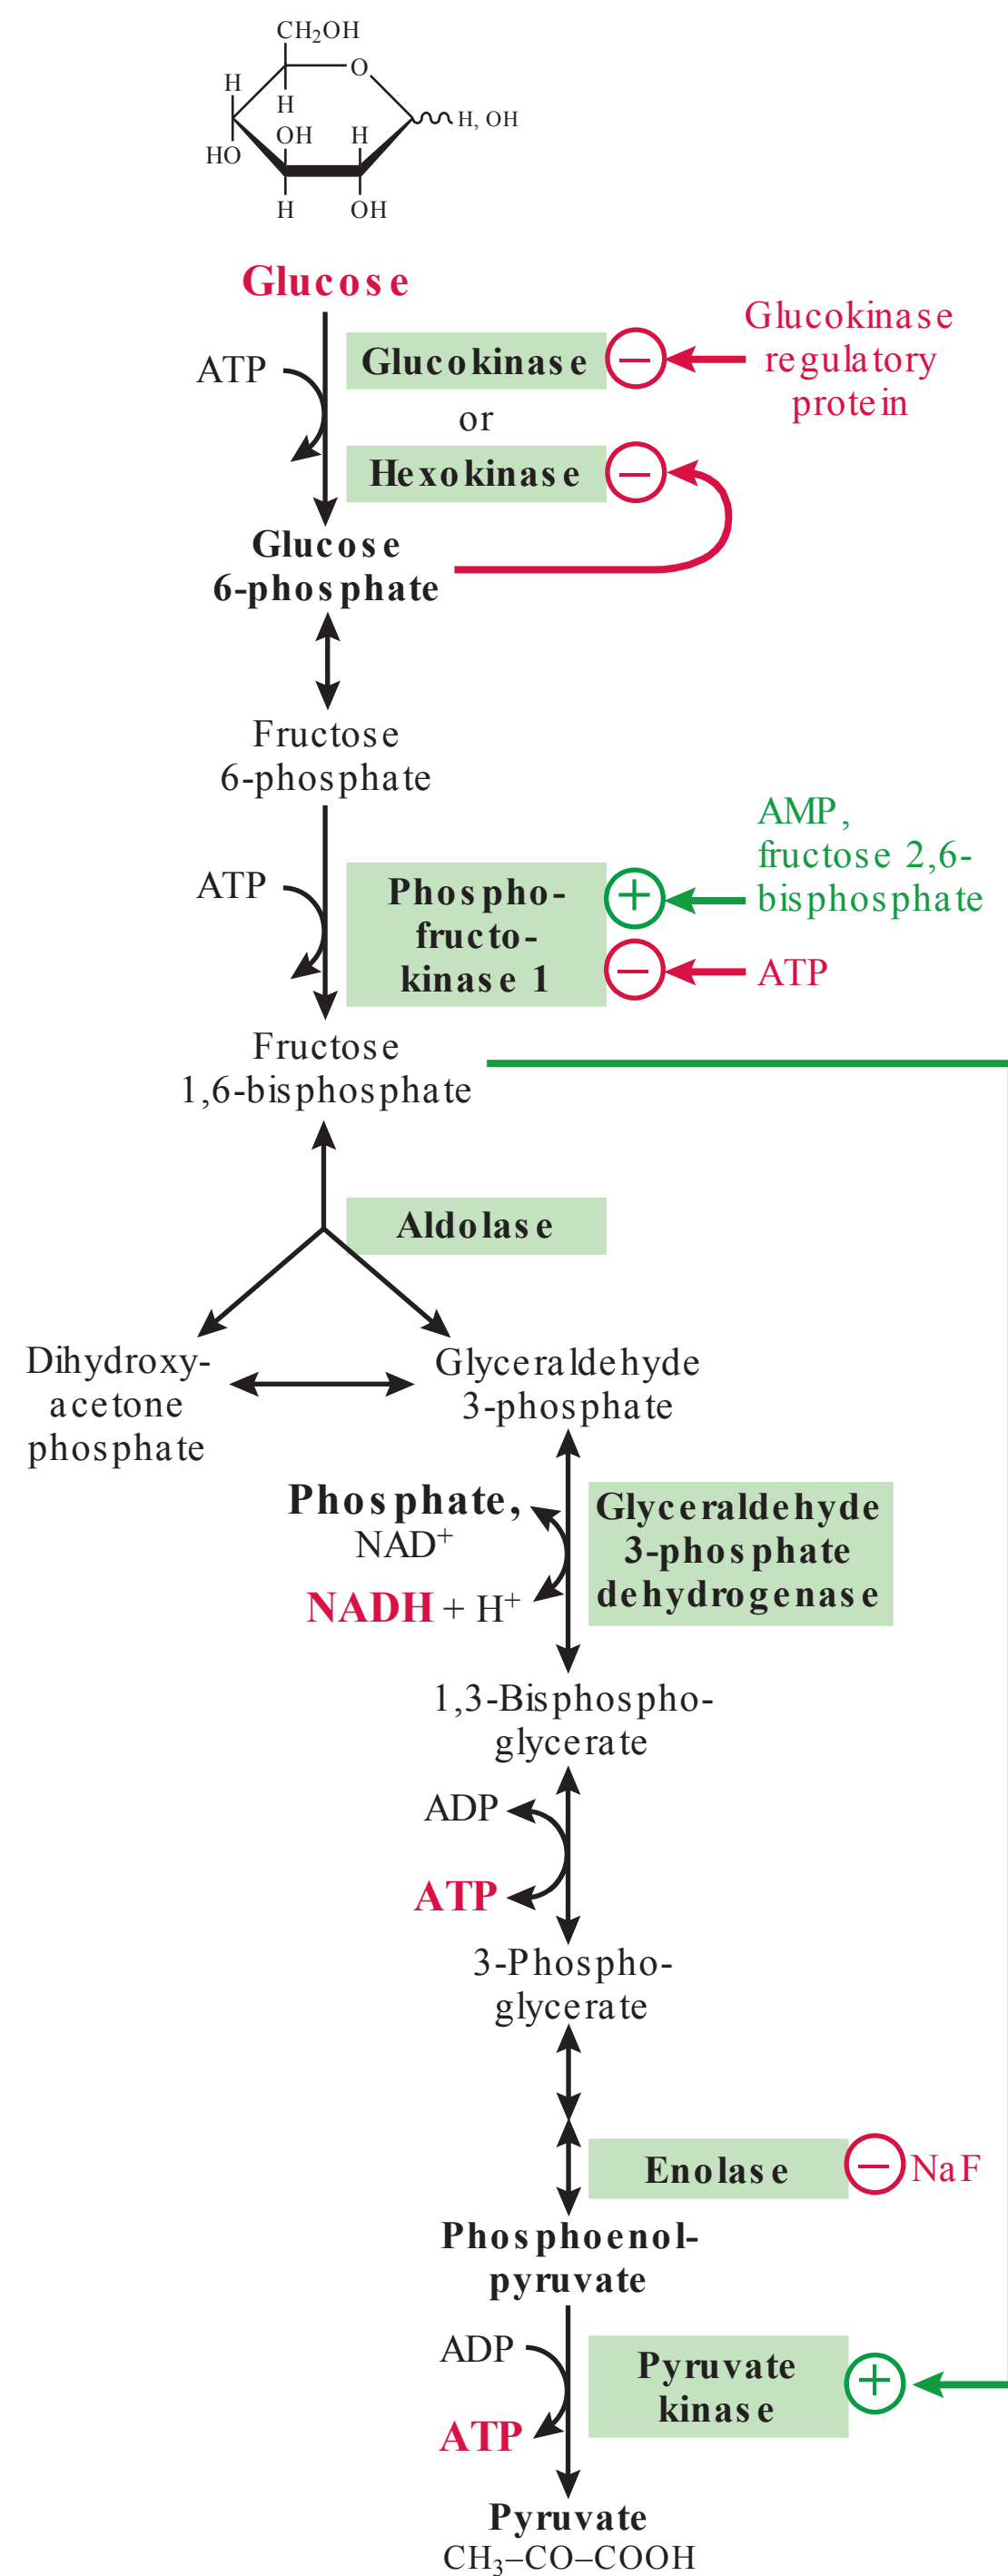 CH₂OH
O
H
H
OH
H
H, OH
HO
H
OH
Glucose
Glucokinase
regulatory
protein
ATP
Glucokinase
−
or
Hexokinase
−
Glucose
6-phosphate
Fructose
6-phosphate
AMP,
fructose 2,6-
bisphosphate
ATP
Phospho-
fructo-
kinase 1
+
−
ATP
Fructose
1,6-bisphosphate
Aldolase
Dihydroxy-
acetone
phosphate
Glyceraldehyde
3-phosphate
Phosphate,
NAD⁺
NADH + H⁺
Glyceraldehyde
3-phosphate
dehydrogenase
1,3-Bisphospho-
glycerate
ADP
ATP
3-Phospho-
glycerate
Enolase
−
NaF
Phosphoenol-
pyruvate
ADP
ATP
Pyruvate
kinase
+
Pyruvate
CH₃–CO–COOH